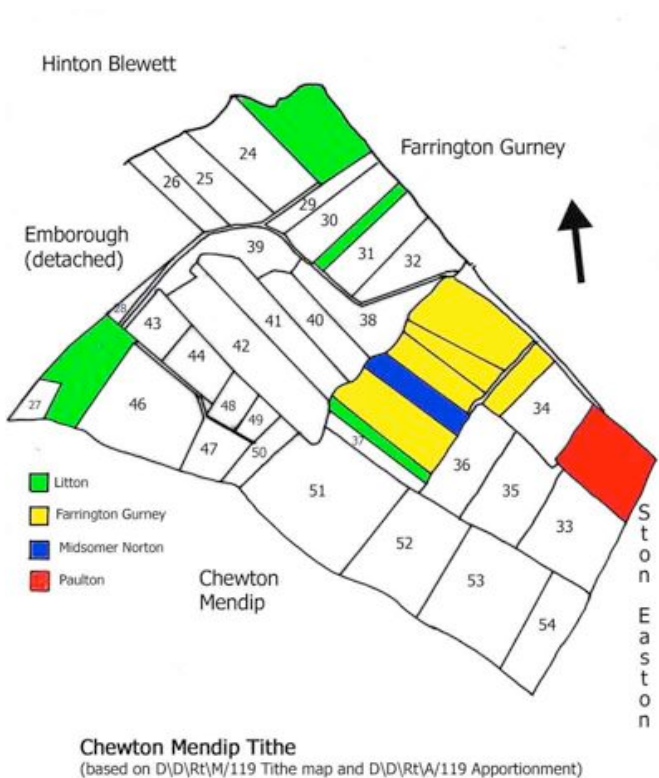 Hinton Blewett
Farrington Gurney
24
25
26
29
30
31
32
Emborough
(detached)
39
28
38
41
40
43
42
44
34
27
46
48
49
37
36
47
50
35
33
51
52
53
54
Litton
Farrington Gurney
Midsomer Norton
Paulton
Chewton
Mendip
Ston Easton
Chewton Mendip Tithe
(based on D\D\Rt\M/119 Tithe map and D\D\Rt\A/119 Apportionment)